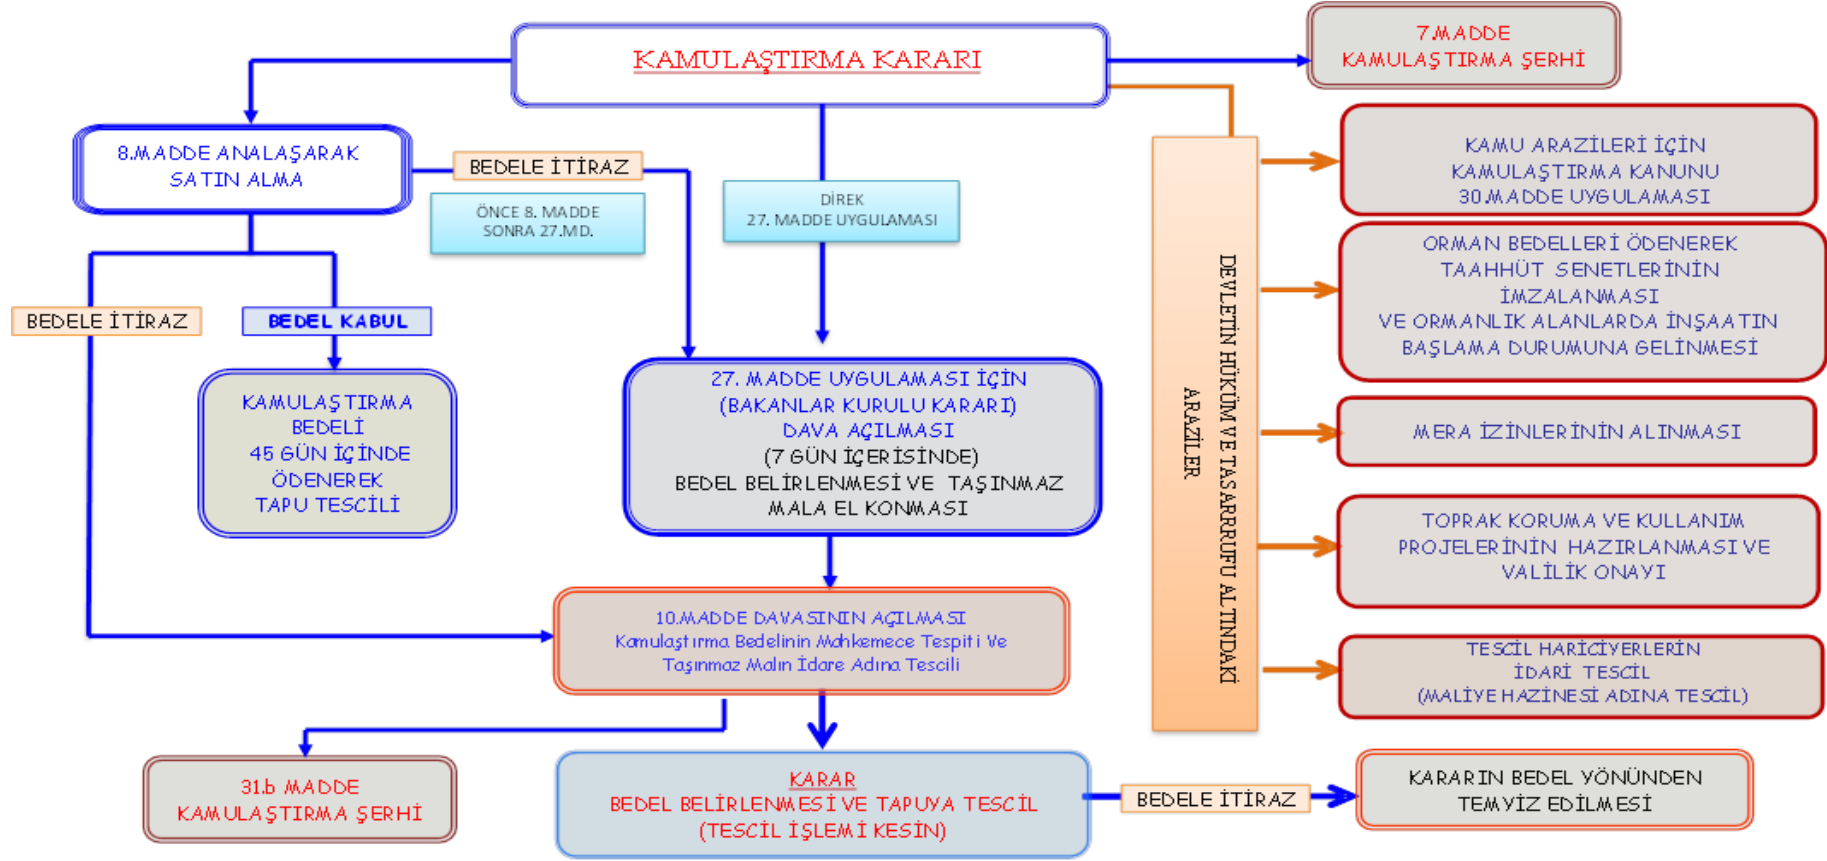 KAMULAŞTIRMA KARARI
7.MADDE
KAMULAŞTIRMA ŞERHİ
8.MADDE ANALAŞARAK
SATIN ALMA
BEDELE İTİRAZ
ÖNCE 8. MADDE
SONRA 27.MD.
DİREK
27. MADDE UYGULAMASI
BEDELE İTİRAZ
BEDEL KABUL
KAMULAŞTIRMA
BEDELİ
45 GÜN İÇİNDE
ÖDENEREK
TAPU TESCİLİ
27. MADDE UYGULAMASI İÇİN
(BAKANLAR KURULU KARARI)
DAVA AÇILMASI
(7 GÜN İÇERİSİNDE)
BEDEL BELİRLENMESİ VE TAŞINMAZ
MALA EL KONMASI
10.MADDE DAVASININ AÇILMASI
Kamulaştırma Bedelinin Mahkemece Tespiti Ve
Taşınmaz Malın İdare Adına Tescili
31.b MADDE
KAMULAŞTIRMA ŞERHİ
KARAR
BEDEL BELİRLENMESİ VE TAPUYA TESCİL
(TESCİL İŞLEMİ KESİN)
BEDELE İTİRAZ
KARARIN BEDEL YÖNÜNDEN
TEMYİZ EDİLMESİ
DEVLETİN HÜKÜM VE TASARRUFU ALTINDAKİ
ARAZİLER
KAMU ARAZİLERİ İÇİN
KAMULAŞTIRMA KANUNU
30.MADDE UYGULAMASI
ORMAN BEDELLERİ ÖDENEREK
TAAHHÜT SENETLERİNİN
İMZALANMASI
VE ORMANLIK ALANLARDA İNŞAATIN
BAŞLAMA DURUMUNA GELİNMESİ
MERA İZİNLERİNİN ALINMASI
TOPRAK KORUMA VE KULLANIM
PROJELERİNİN HAZIRLANMASI VE
VALİLİK ONAYI
TESCİL HARİCİYERLERİN
İDARİ TESCİL
(MALİYE HAZİNESİ ADINA TESCİL)